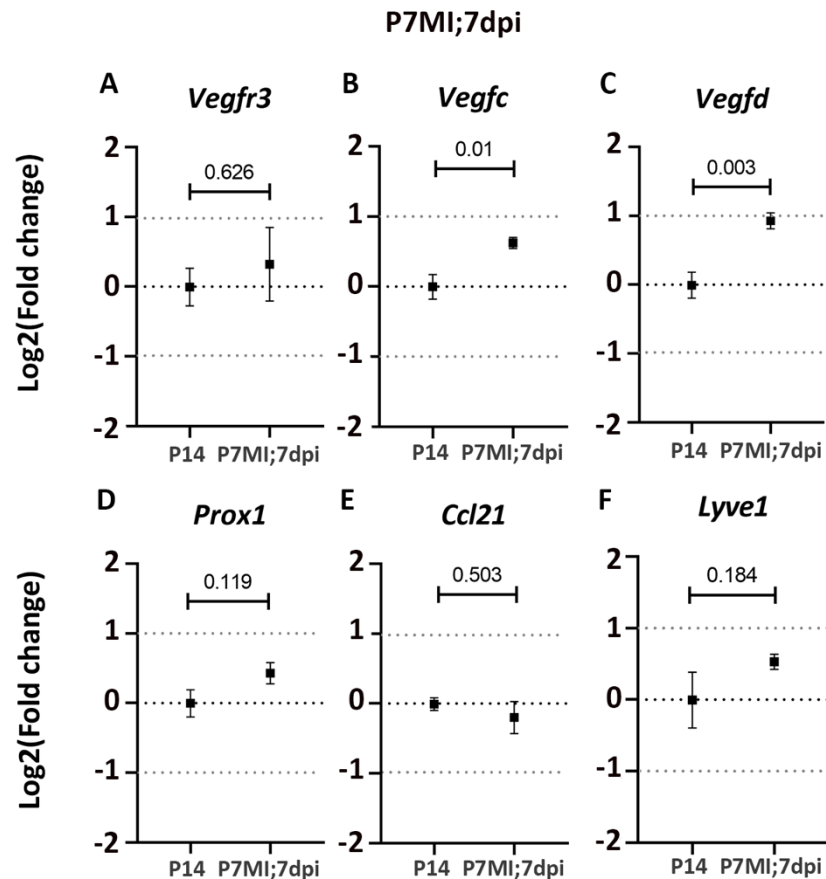 P7MI;7dpi
A Vegfr3
B Vegfc
C Vegfd
Log2(Fold change)
2
1
0
-1
-2
0.626
P14 P7MI;7dpi
2
1
0
-1
-2
0.01
P14 P7MI;7dpi
2
1
0
-1
-2
0.003
P14 P7MI;7dpi
D Prox1
E Ccl21
F Lyve1
Log2(Fold change)
2
1
0
-1
-2
0.119
P14 P7MI;7dpi
2
1
0
-1
-2
0.503
P14 P7MI;7dpi
2
1
0
-1
-2
0.184
P14 P7MI;7dpi